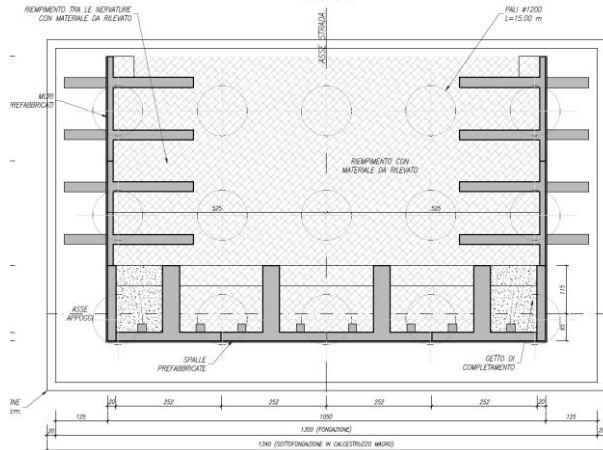 RIEMPIMENTO TRA LE NERVATURE
CON MATERIALE DA RILEVATO
ASSE STRADA
PALI #1200
L=15.00 m
MURI
PREFABBRICATI
RIEMPIMENTO CON
MATERIALE DA RILEVATO
525
525
ASSE
APPOGGI
115
65
SPALLE
PREFABBRICATE
GETTO DI
COMPLETAMENTO
cm.
20
252
252
252
252
20
125
1050
125
20
1300 (FONDAZIONE)
20
1340 (SOTTOFONDAZIONE IN CALCESTRUZZO MAGRO)